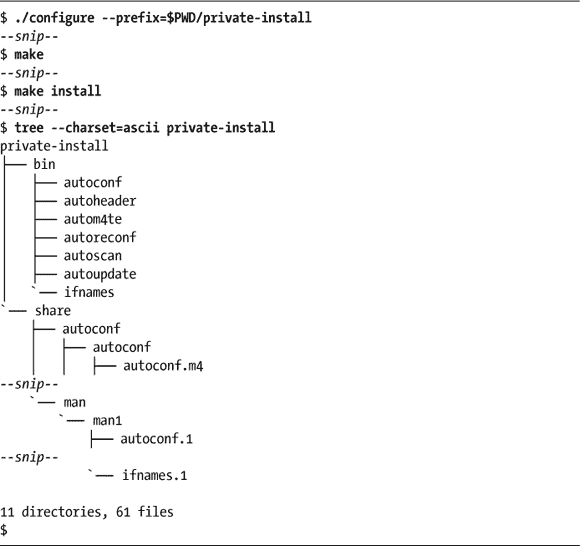 $ ./configure --prefix=$PWD/private-install
--snip--
$ make
--snip--
$ make install
--snip--
$ tree --charset=ascii private-install
private-install
├── bin
│   ├── autoconf
│   ├── autoheader
│   ├── autom4te
│   ├── autoreconf
│   ├── autoscan
│   ├── autoupdate
│   `── ifnames
`── share
    ├── autoconf
    │   ├── autoconf
    │   │   ├── autoconf.m4
--snip--
    `── man
        `── man1
            ├── autoconf.1
--snip--
            `── ifnames.1
11 directories, 61 files
$